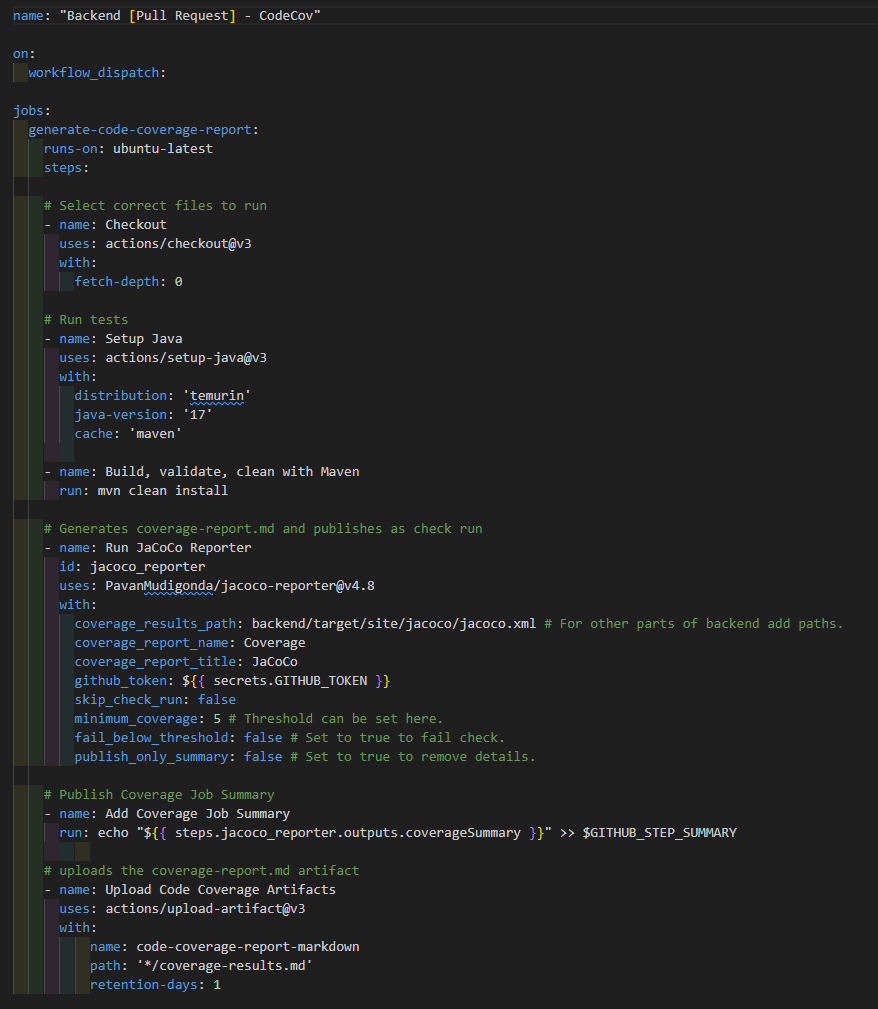 name: "Backend [Pull Request] - CodeCov"
on:
workflow_dispatch:
jobs:
generate-code-coverage-report:
runs-on: ubuntu-latest
steps:
# Select correct files to run
- name: Checkout
uses: actions/checkout@v3
with:
fetch-depth: 0
# Run tests
- name: Setup Java
uses: actions/setup-java@v3
with:
distribution: 'temurin'
java-version: '17'
cache: 'maven'
- name: Build, validate, clean with Maven
run: mvn clean install
# Generates coverage-report.md and publishes as check run
- name: Run JaCoCo Reporter
id: jacoco_reporter
uses: PavanMudigonda/jacoco-reporter@v4.8
with:
coverage_results_path: backend/target/site/jacoco/jacoco.xml # For other parts of backend add paths.
coverage_report_name: Coverage
coverage_report_title: JaCoCo
github_token: ${{ secrets.GITHUB_TOKEN }}
skip_check_run: false
minimum_coverage: 5 # Threshold can be set here.
fail_below_threshold: false # Set to true to fail check.
publish_only_summary: false # Set to true to remove details.
# Publish Coverage Job Summary
- name: Add Coverage Job Summary
run: echo "${{ steps.jacoco_reporter.outputs.coverageSummary }}" >> $GITHUB_STEP_SUMMARY
# uploads the coverage-report.md artifact
- name: Upload Code Coverage Artifacts
uses: actions/upload-artifact@v3
with:
name: code-coverage-report-markdown
path: '*/coverage-results.md'
retention-days: 1